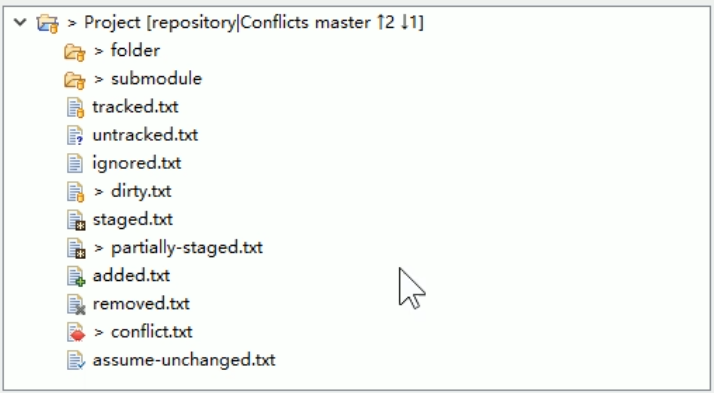 > Project [repository|Conflicts master ↑2 ↓1]
> folder
> submodule
tracked.txt
untracked.txt
ignored.txt
> dirty.txt
staged.txt
> partially-staged.txt
added.txt
removed.txt
> conflict.txt
assume-unchanged.txt